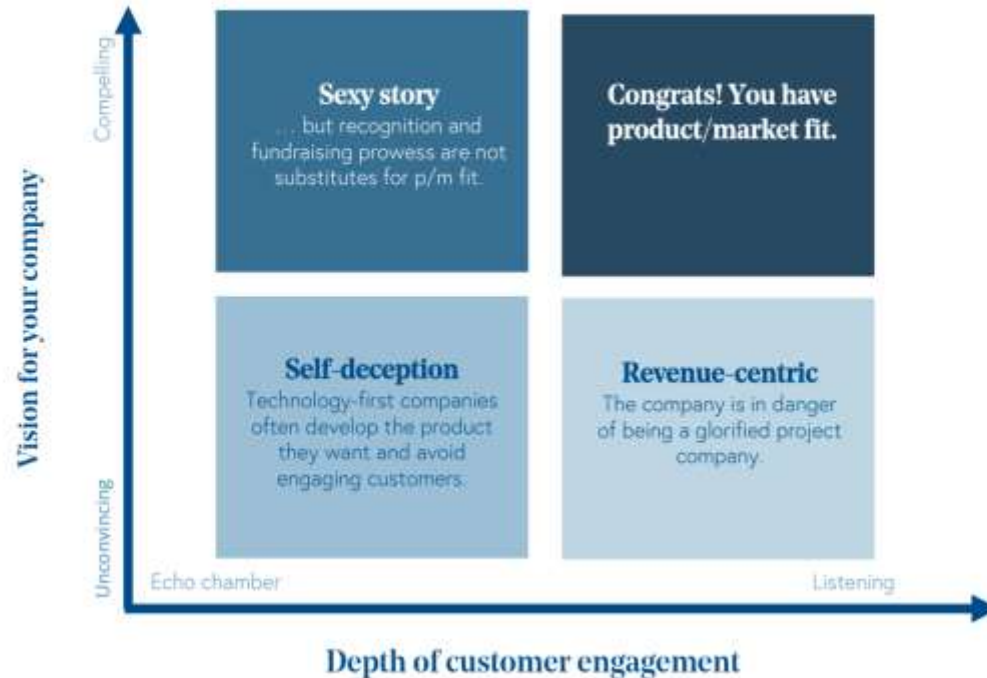 Vision for your company
Compelling
Unconvincing
Sexy story
... but recognition and
fundraising prowess are not
substitutes for p/m fit.
Congrats! You have
product/market fit.
Self-deception
Technology-first companies
often develop the product
they want and avoid
engaging customers.
Revenue-centric
The company is in danger
of being a glorified project
company.
Echo chamber
Listening
Depth of customer engagement